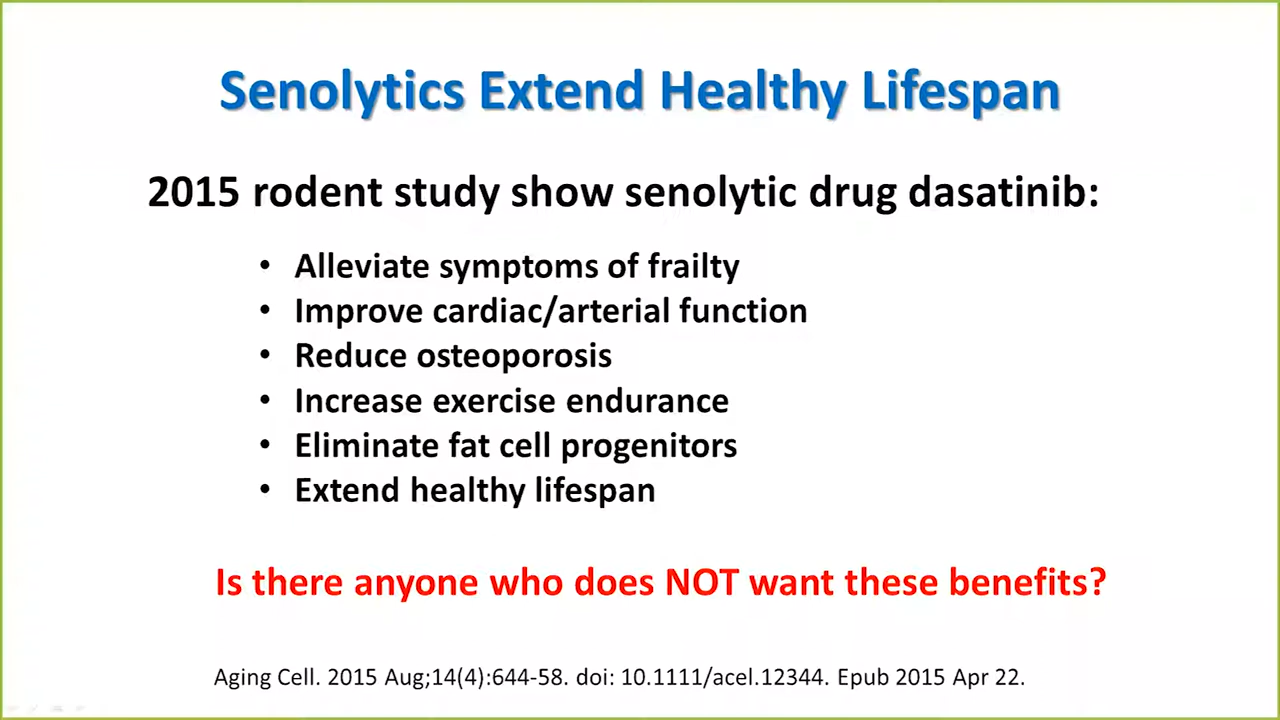 Senolytics Extend Healthy Lifespan
2015 rodent study show senolytic drug dasatinib:
• Alleviate symptoms of frailty
• Improve cardiac/arterial function
• Reduce osteoporosis
• Increase exercise endurance
• Eliminate fat cell progenitors
• Extend healthy lifespan
Is there anyone who does NOT want these benefits?
Aging Cell. 2015 Aug;14(4):644-58. doi: 10.1111/acel.12344. Epub 2015 Apr 22.